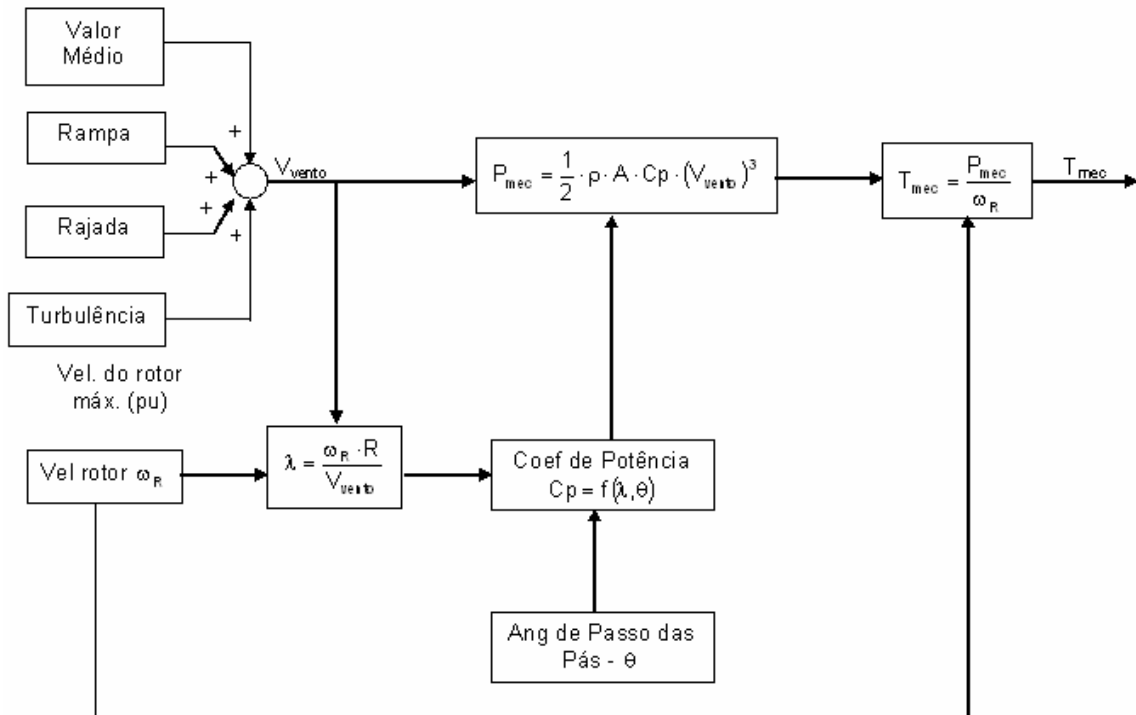 Valor
Médio
Rampa
Rajada
Turbulência
+
+
+
+
V_vento
P_mec = 1/2 · ρ · A · Cp · (V_vento)^3
T_mec = P_mec / ω_R
T_mec
Vel. do rotor
máx. (pu)
Vel rotor ω_R
λ = ω_R · R / V_vento
Coef de Potência
Cp = f(λ,θ)
Ang de Passo das
Pás - θ